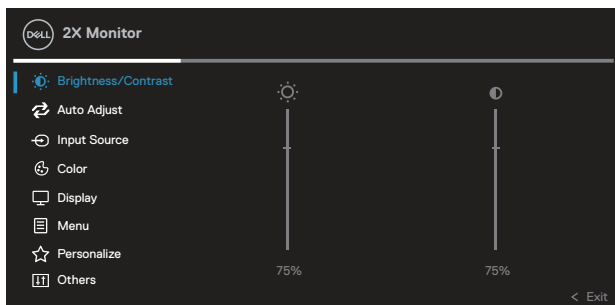 DELL 2X Monitor
Brightness/Contrast
Auto Adjust
Input Source
Color
Display
Menu
Personalize
Others
75% 75%
< Exit